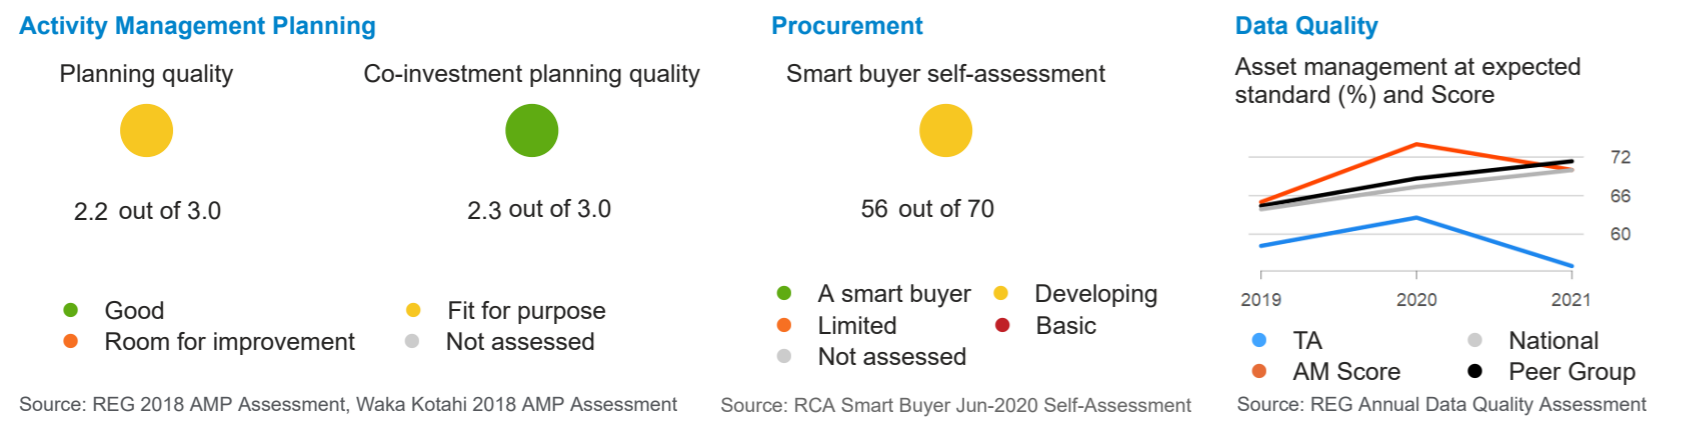 Activity Management Planning
Planning quality
Co-investment planning quality
2.2 out of 3.0
2.3 out of 3.0
Good
Fit for purpose
Room for improvement
Not assessed
Source: REG 2018 AMP Assessment, Waka Kotahi 2018 AMP Assessment
Procurement
Smart buyer self-assessment
56 out of 70
A smart buyer
Developing
Limited
Basic
Not assessed
Source: RCA Smart Buyer Jun-2020 Self-Assessment
Data Quality
Asset management at expected
standard (%) and Score
72
66
60
2019
2020
2021
TA
National
AM Score
Peer Group
Source: REG Annual Data Quality Assessment